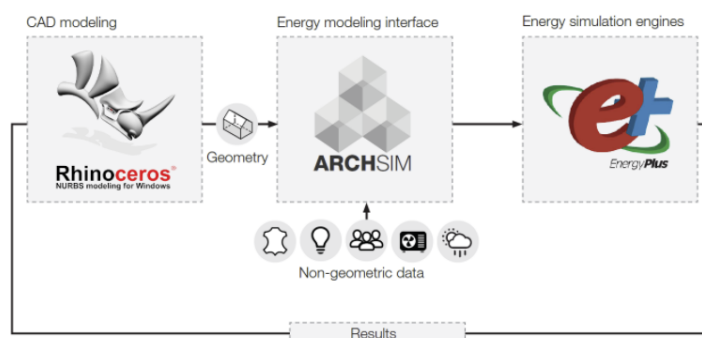 CAD modeling
Energy modeling interface
Energy simulation engines
Rhinoceros®
NURBS modeling for Windows
Geometry
ARCHSIM
e+
EnergyPlus
Non-geometric data
Results